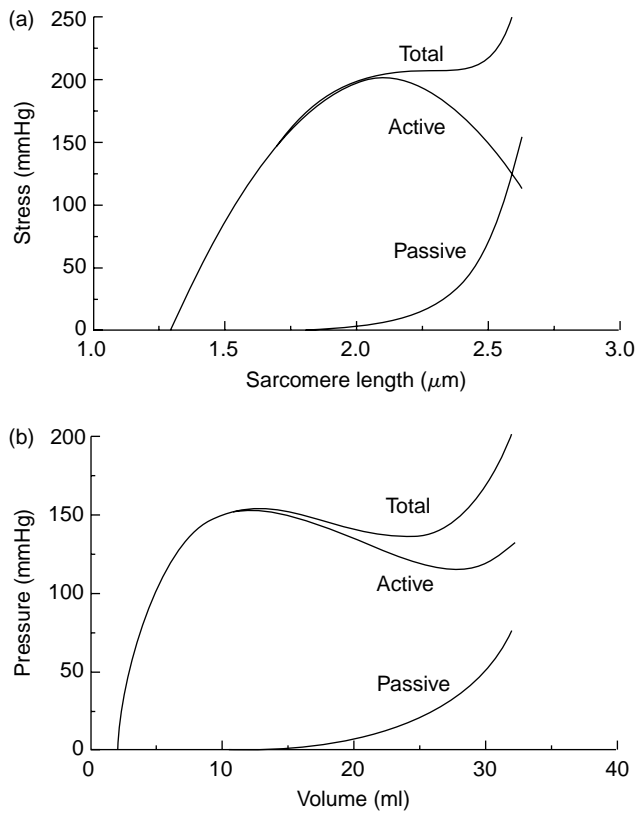 (a)
250
200
150
100
50
0
Stress (mmHg)
Total
Active
Passive
1.0 1.5 2.0 2.5 3.0
Sarcomere length (μm)
(b)
200
150
100
50
0
Pressure (mmHg)
Total
Active
Passive
0 10 20 30 40
Volume (ml)